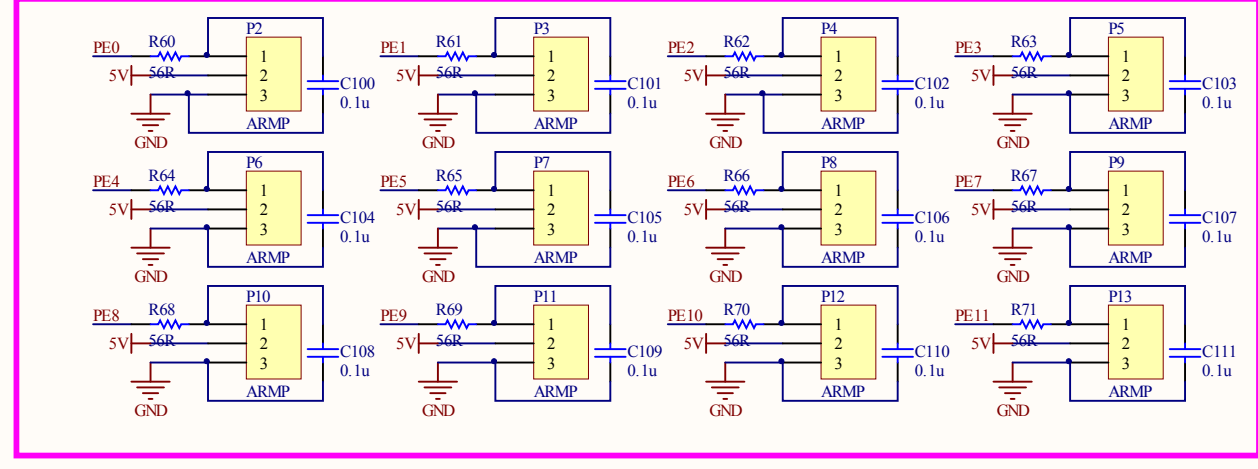 P2 P3 P4 P5
PE0 R60 1 PE1 R61 1 PE2 R62 1 PE3 R63 1
5V 56R 2 C100 5V 56R 2 C101 5V 56R 2 C102 5V 56R 2 C103
3 0.1u 3 0.1u 3 0.1u 3 0.1u
GND ARMP GND ARMP GND ARMP GND ARMP
P6 P7 P8 P9
PE4 R64 1 PE5 R65 1 PE6 R66 1 PE7 R67 1
5V 56R 2 C104 5V 56R 2 C105 5V 56R 2 C106 5V 56R 2 C107
3 0.1u 3 0.1u 3 0.1u 3 0.1u
GND ARMP GND ARMP GND ARMP GND ARMP
P10 P11 P12 P13
PE8 R68 1 PE9 R69 1 PE10 R70 1 PE11 R71 1
5V 56R 2 C108 5V 56R 2 C109 5V 56R 2 C110 5V 56R 2 C111
3 0.1u 3 0.1u 3 0.1u 3 0.1u
GND ARMP GND ARMP GND ARMP GND ARMP